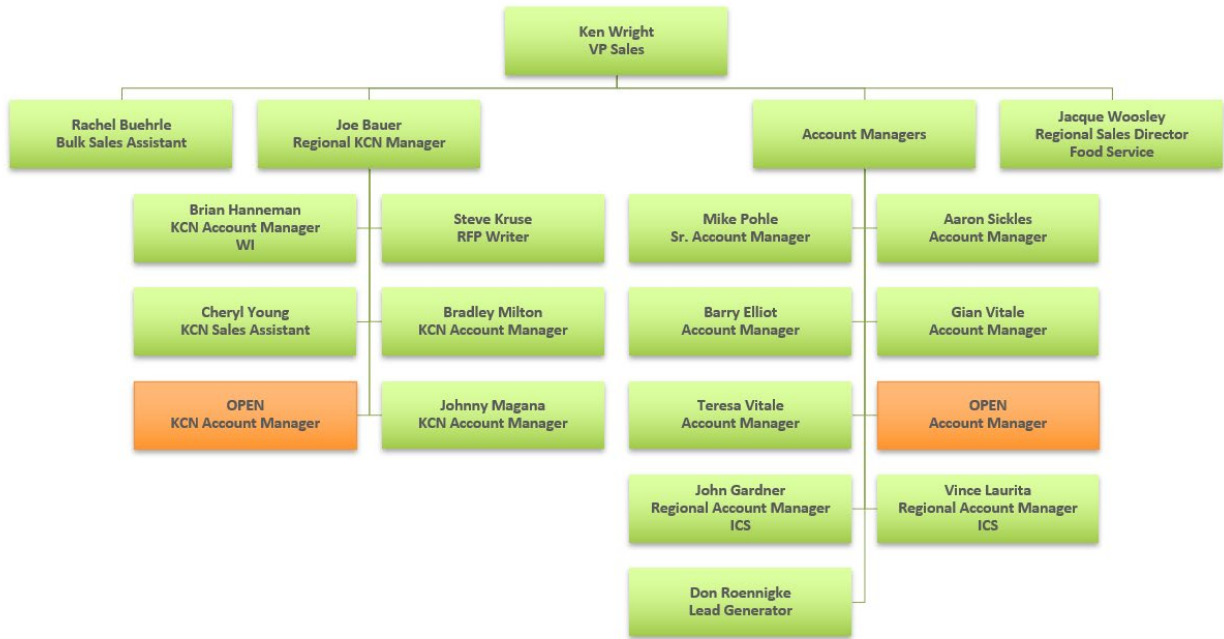 Ken Wright
VP Sales
Rachel Buehrle
Bulk Sales Assistant
Joe Bauer
Regional KCN Manager
Account Managers
Jacque Woosley
Regional Sales Director
Food Service
Brian Hanneman
KCN Account Manager
WI
Steve Kruse
RFP Writer
Mike Pohle
Sr. Account Manager
Aaron Sickles
Account Manager
Cheryl Young
KCN Sales Assistant
Bradley Milton
KCN Account Manager
Barry Elliot
Account Manager
Gian Vitale
Account Manager
OPEN
KCN Account Manager
Johnny Magana
KCN Account Manager
Teresa Vitale
Account Manager
OPEN
Account Manager
John Gardner
Regional Account Manager
ICS
Vince Laurita
Regional Account Manager
ICS
Don Roennigke
Lead Generator